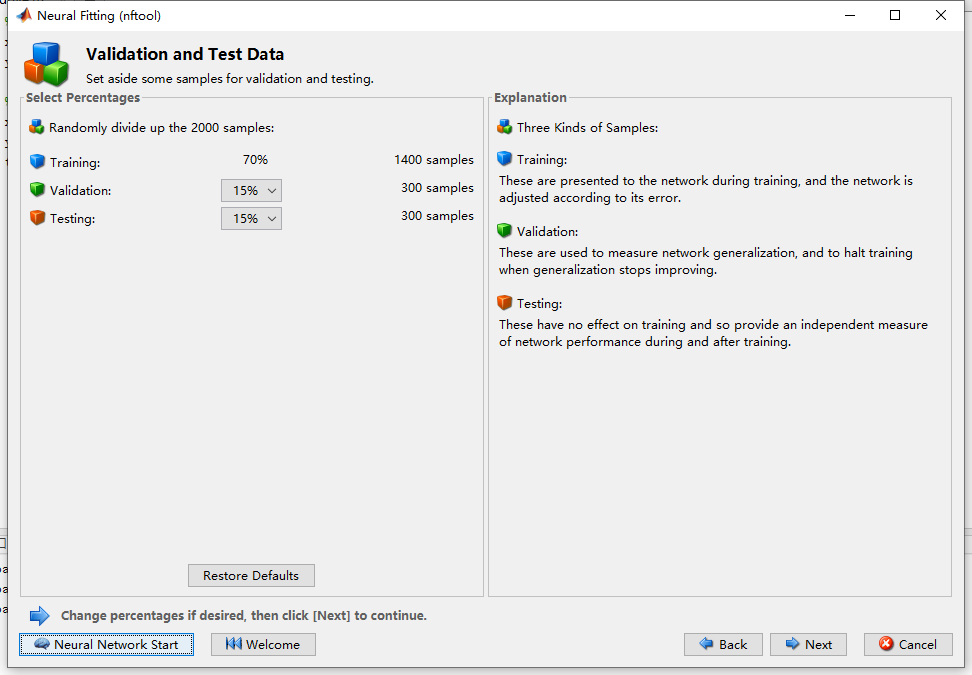 Neural Fitting (nftool)
Validation and Test Data
Set aside some samples for validation and testing.
Select Percentages
Randomly divide up the 2000 samples:
Training: 70% 1400 samples
Validation: 15% 300 samples
Testing: 15% 300 samples
Restore Defaults
Explanation
Three Kinds of Samples:
Training:
These are presented to the network during training, and the network is
adjusted according to its error.
Validation:
These are used to measure network generalization, and to halt training
when generalization stops improving.
Testing:
These have no effect on training and so provide an independent measure
of network performance during and after training.
Change percentages if desired, then click [Next] to continue.
Neural Network Start Welcome Back Next Cancel